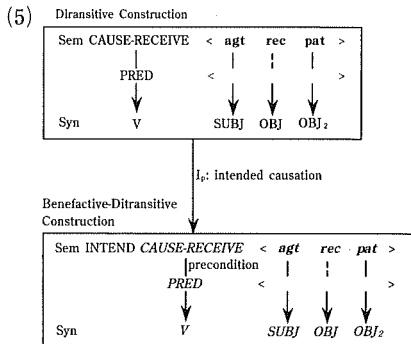 (5)
Diransitive Construction
Sem CAUSE-RECEIVE < agt rec pat >
PRED < >
Syn V SUBJ OBJ OBJ₂
Iₚ: intended causation
Benefactive-Ditransitive
Construction
Sem INTEND CAUSE-RECEIVE < agt rec pat >
precondition
PRED < >
Syn V SUBJ OBJ OBJ₂